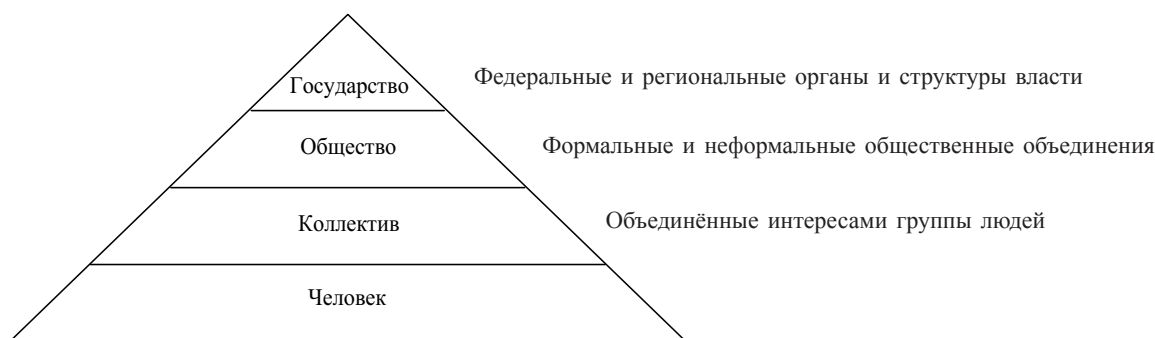 Государство
Федеральные и региональные органы и структуры власти
Общество
Формальные и неформальные общественные объединения
Коллектив
Объединённые интересами группы людей
Человек